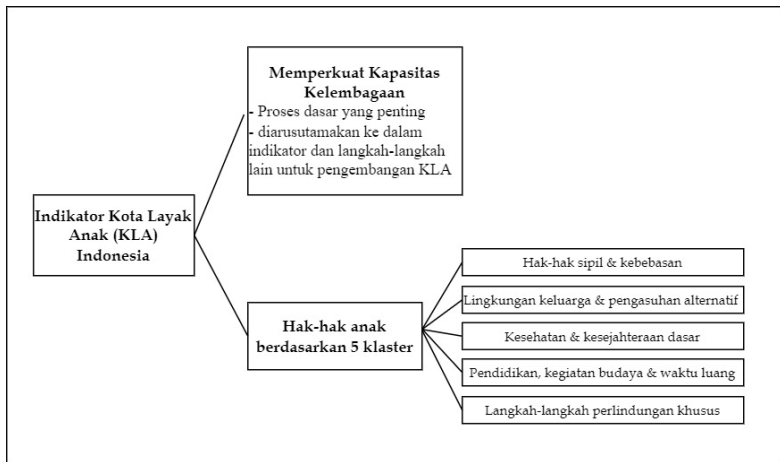 Memperkuat Kapasitas
Kelembagaan
- Proses dasar yang penting
- diarusutamakan ke dalam
indikator dan langkah-langkah
lain untuk pengembangan KLA
Indikator Kota Layak
Anak (KLA)
Indonesia
Hak-hak anak
berdasarkan 5 klaster
Hak-hak sipil & kebebasan
Lingkungan keluarga & pengasuhan alternatif
Kesehatan & kesejahteraan dasar
Pendidikan, kegiatan budaya & waktu luang
Langkah-langkah perlindungan khusus